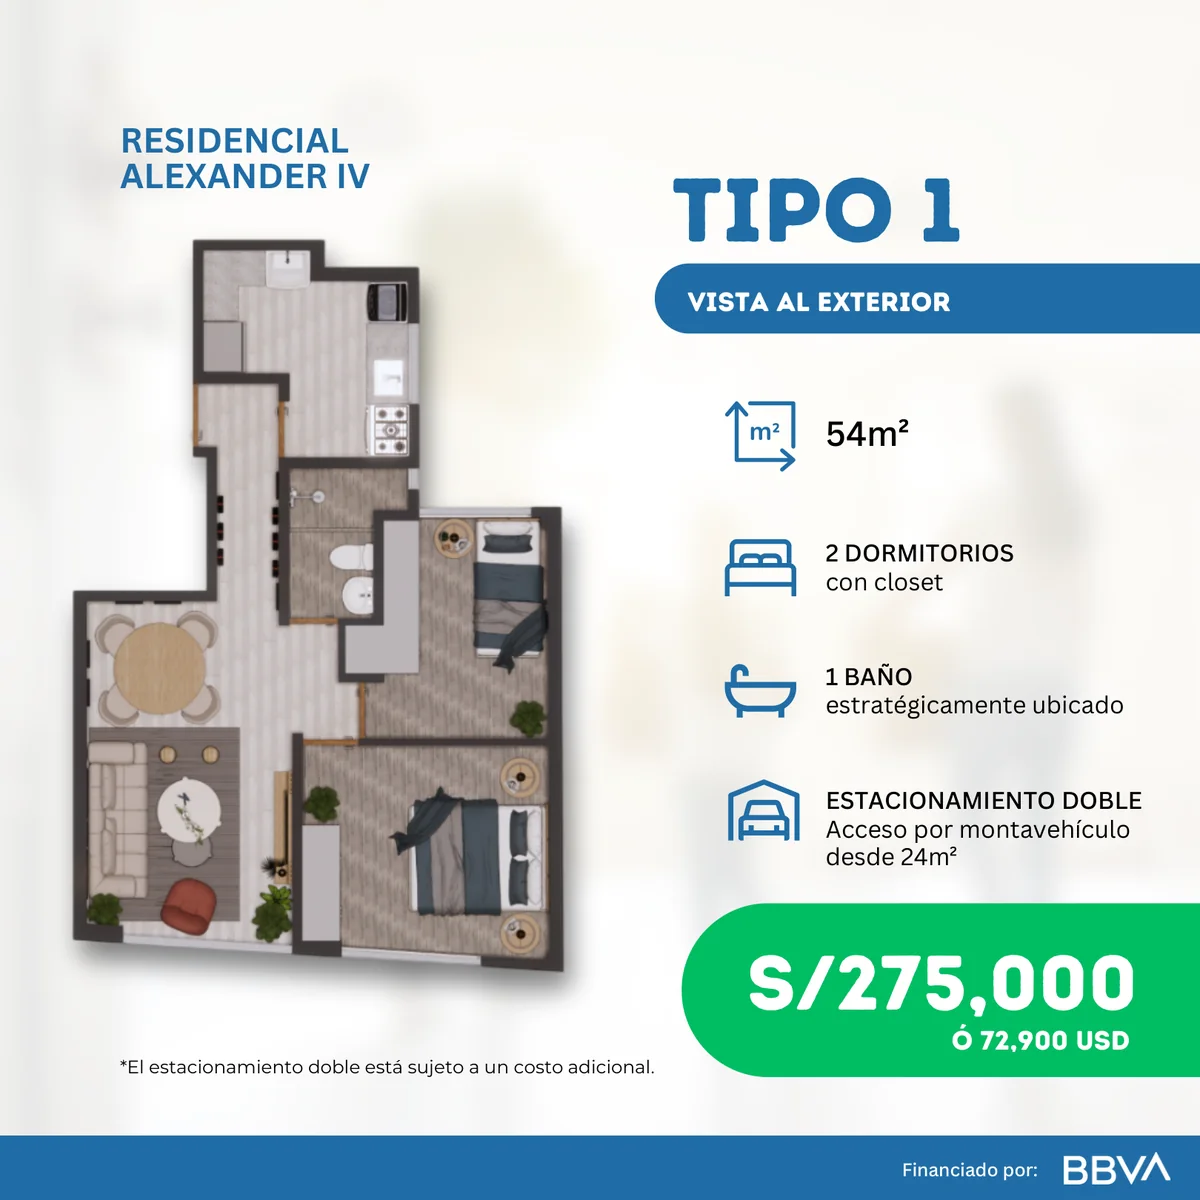 RESIDENCIAL
ALEXANDER IV
TIPO 1
VISTA AL EXTERIOR
m²
54m²
2 DORMITORIOS
con closet
1 BAÑO
estratégicamente ubicado
ESTACIONAMIENTO DOBLE
Acceso por montavehículo
desde 24m²
S/275,000
Ó 72,900 USD
*El estacionamiento doble está sujeto a un costo adicional.
Financiado por: BBVA